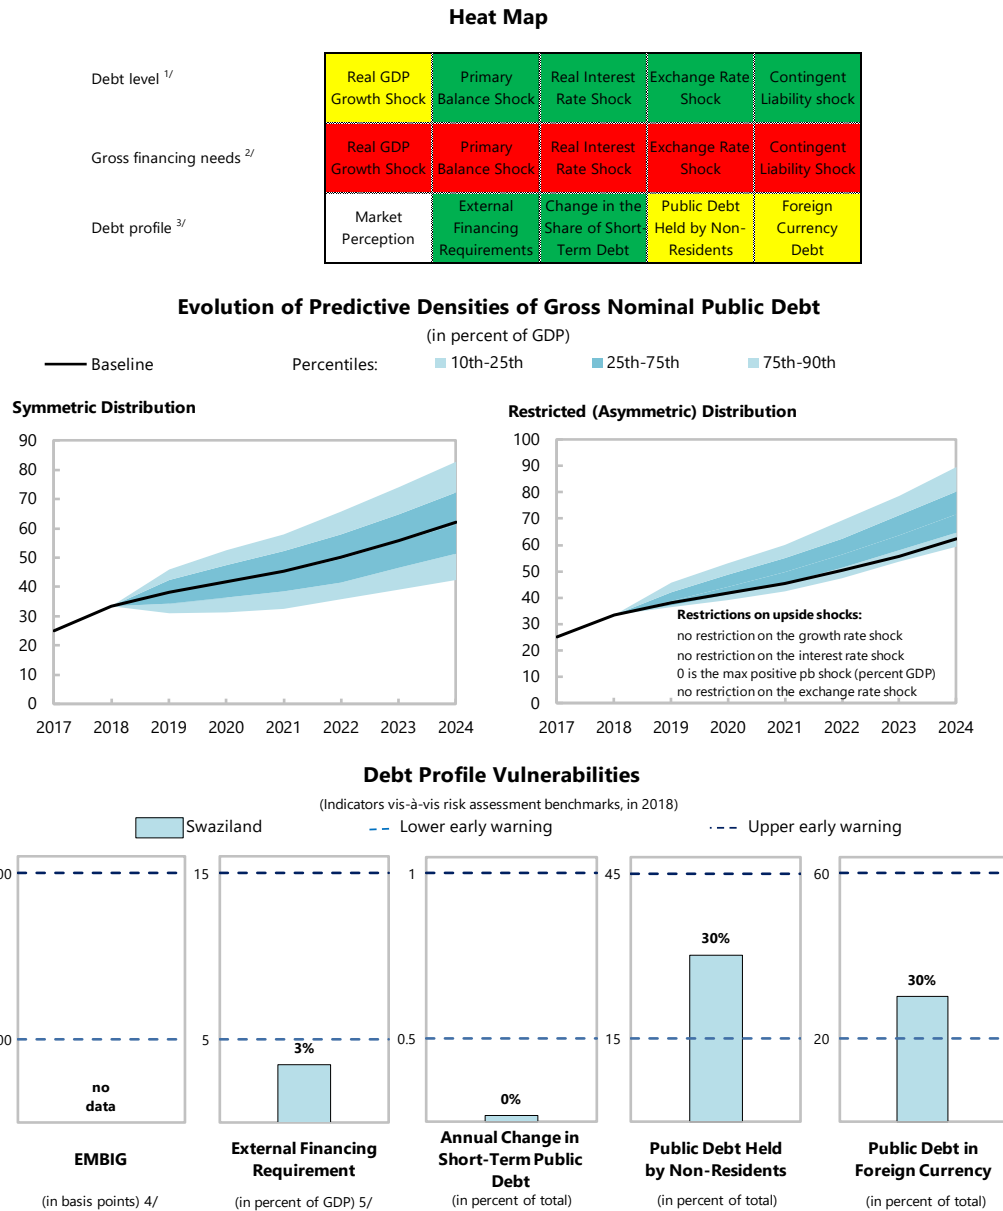 Heat Map
Debt level 1/
Real GDP Growth Shock
Primary Balance Shock
Real Interest Rate Shock
Exchange Rate Shock
Contingent Liability shock
Gross financing needs 2/
Real GDP Growth Shock
Primary Balance Shock
Real Interest Rate Shock
Exchange Rate Shock
Contingent Liability Shock
Debt profile 3/
Market Perception
External Financing Requirements
Change in the Share of Short-Term Debt
Public Debt Held by Non-Residents
Foreign Currency Debt
Evolution of Predictive Densities of Gross Nominal Public Debt
(in percent of GDP)
Baseline
Percentiles:
10th-25th
25th-75th
75th-90th
Symmetric Distribution
90
80
70
60
50
40
30
20
10
0
2017 2018 2019 2020 2021 2022 2023 2024
Restricted (Asymmetric) Distribution
100
90
80
70
60
50
40
30
20
10
0
Restrictions on upside shocks:
no restriction on the growth rate shock
no restriction on the interest rate shock
0 is the max positive pb shock (percent GDP)
no restriction on the exchange rate shock
2017 2018 2019 2020 2021 2022 2023 2024
Debt Profile Vulnerabilities
(Indicators vis-à-vis risk assessment benchmarks, in 2018)
Swaziland
Lower early warning
Upper early warning
no
data
EMBIG
(in basis points) 4/
15
5
3%
External Financing
Requirement
(in percent of GDP) 5/
1
0.5
0%
Annual Change in
Short-Term Public
Debt
(in percent of total)
45
15
30%
Public Debt Held
by Non-Residents
(in percent of total)
60
20
30%
Public Debt in
Foreign Currency
(in percent of total)